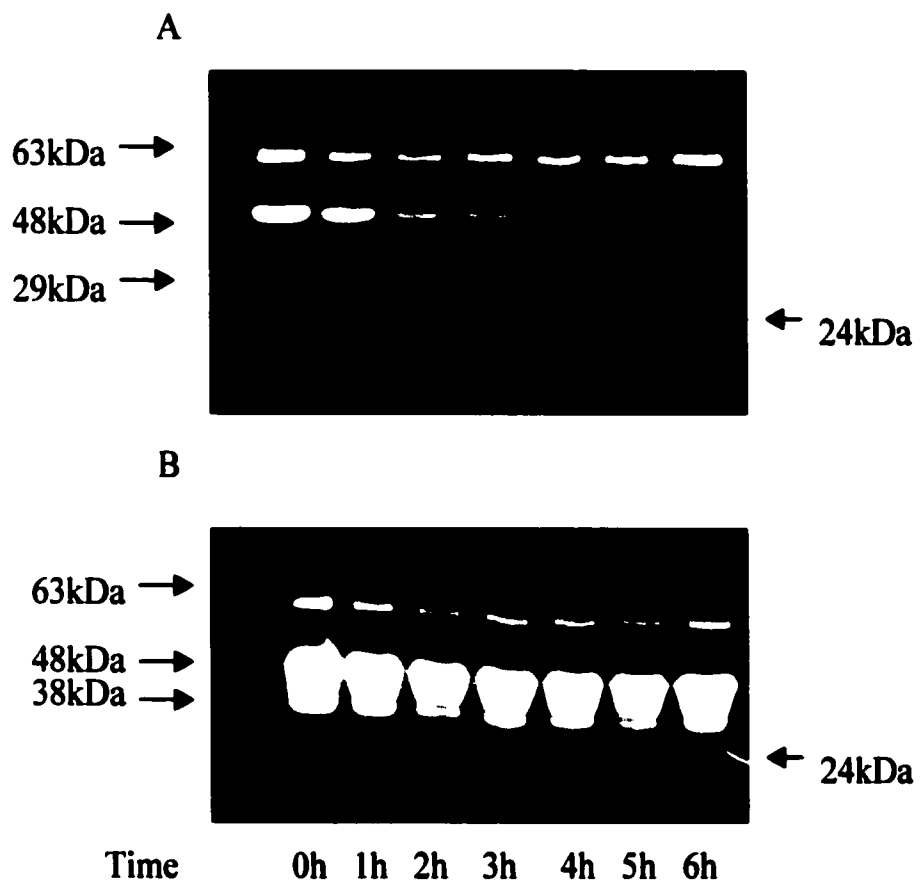 A
63kDa
48kDa
29kDa
24kDa
B
63kDa
48kDa
38kDa
24kDa
Time 0h 1h 2h 3h 4h 5h 6h